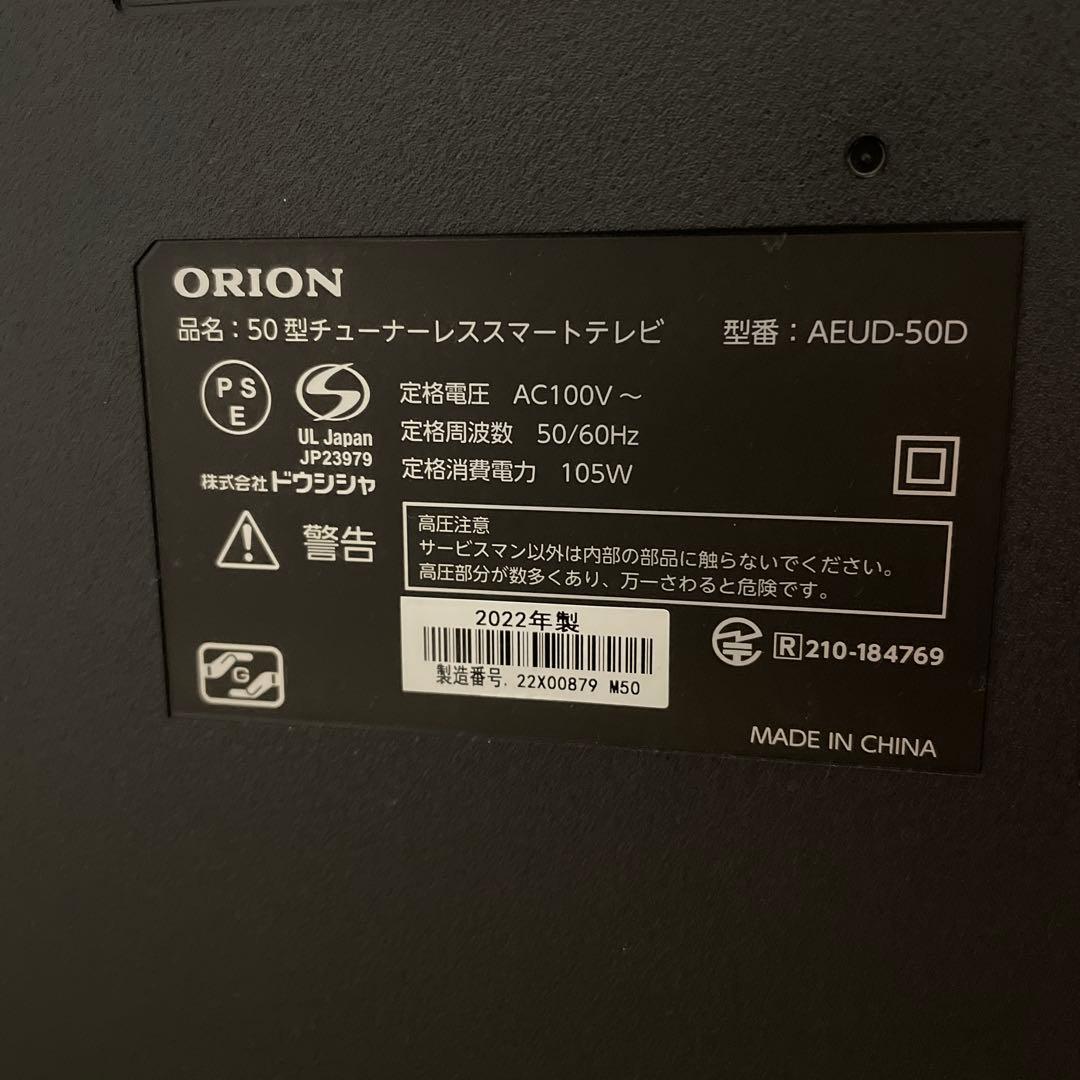 ORION
品名：50 型チューナーレススマートテレビ 型番：AEUD-50D
PS
E
UL Japan
JP23979
株式会社ドウシシャ
定格電圧 AC100V～
定格周波数 50/60Hz
定格消費電力 105W
警告
高圧注意
サービスマン以外は内部の部品に触らないでください。
高圧部分が数多くあり、万一さわると危険です。
2022年製
製造番号. 22X00879 M50
G
R 210-184769
MADE IN CHINA